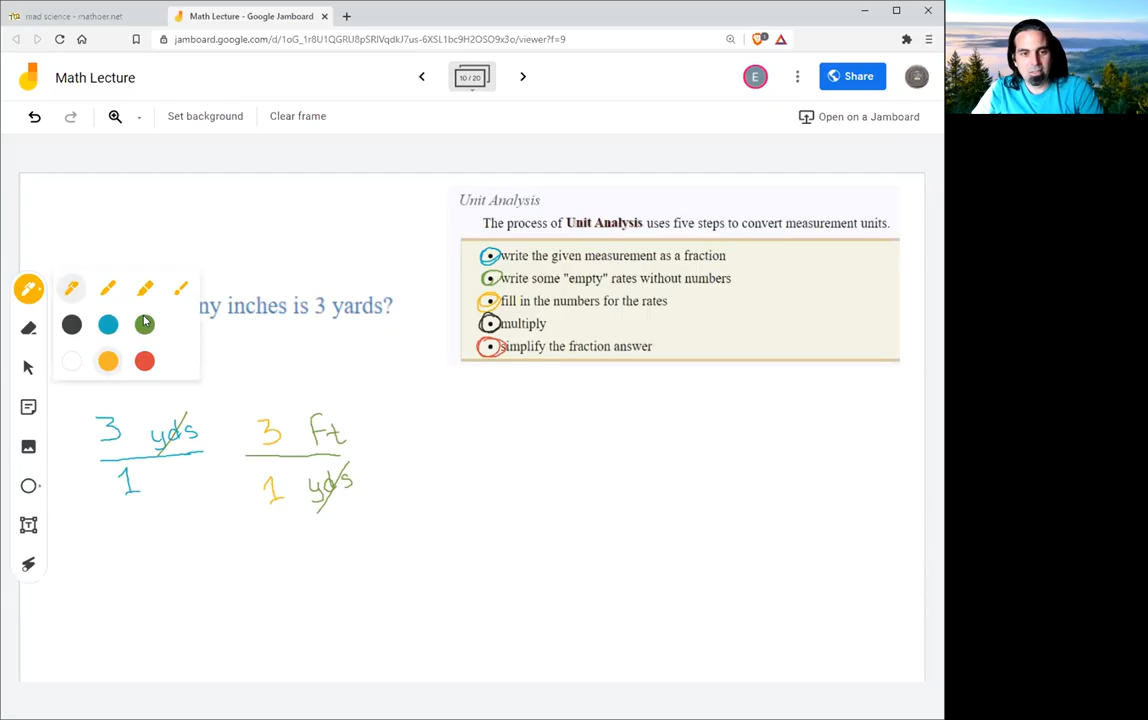 mad science - mathoer.net
Math Lecture - Google Jamboard
jamboard.google.com/d/1oG_1r8U1QGRU8pSRIVqdkJ7us-6XSL1bc9H2OSO9x3o/viewer?f=9
Math Lecture
10 / 20
E
Share
Set background
Clear frame
Open on a Jamboard
Unit Analysis
The process of Unit Analysis uses five steps to convert measurement units.
• write the given measurement as a fraction
• write some "empty" rates without numbers
• fill in the numbers for the rates
• multiply
• simplify the fraction answer
ny inches is 3 yards?
3 yds 3 ft
1 1 yds